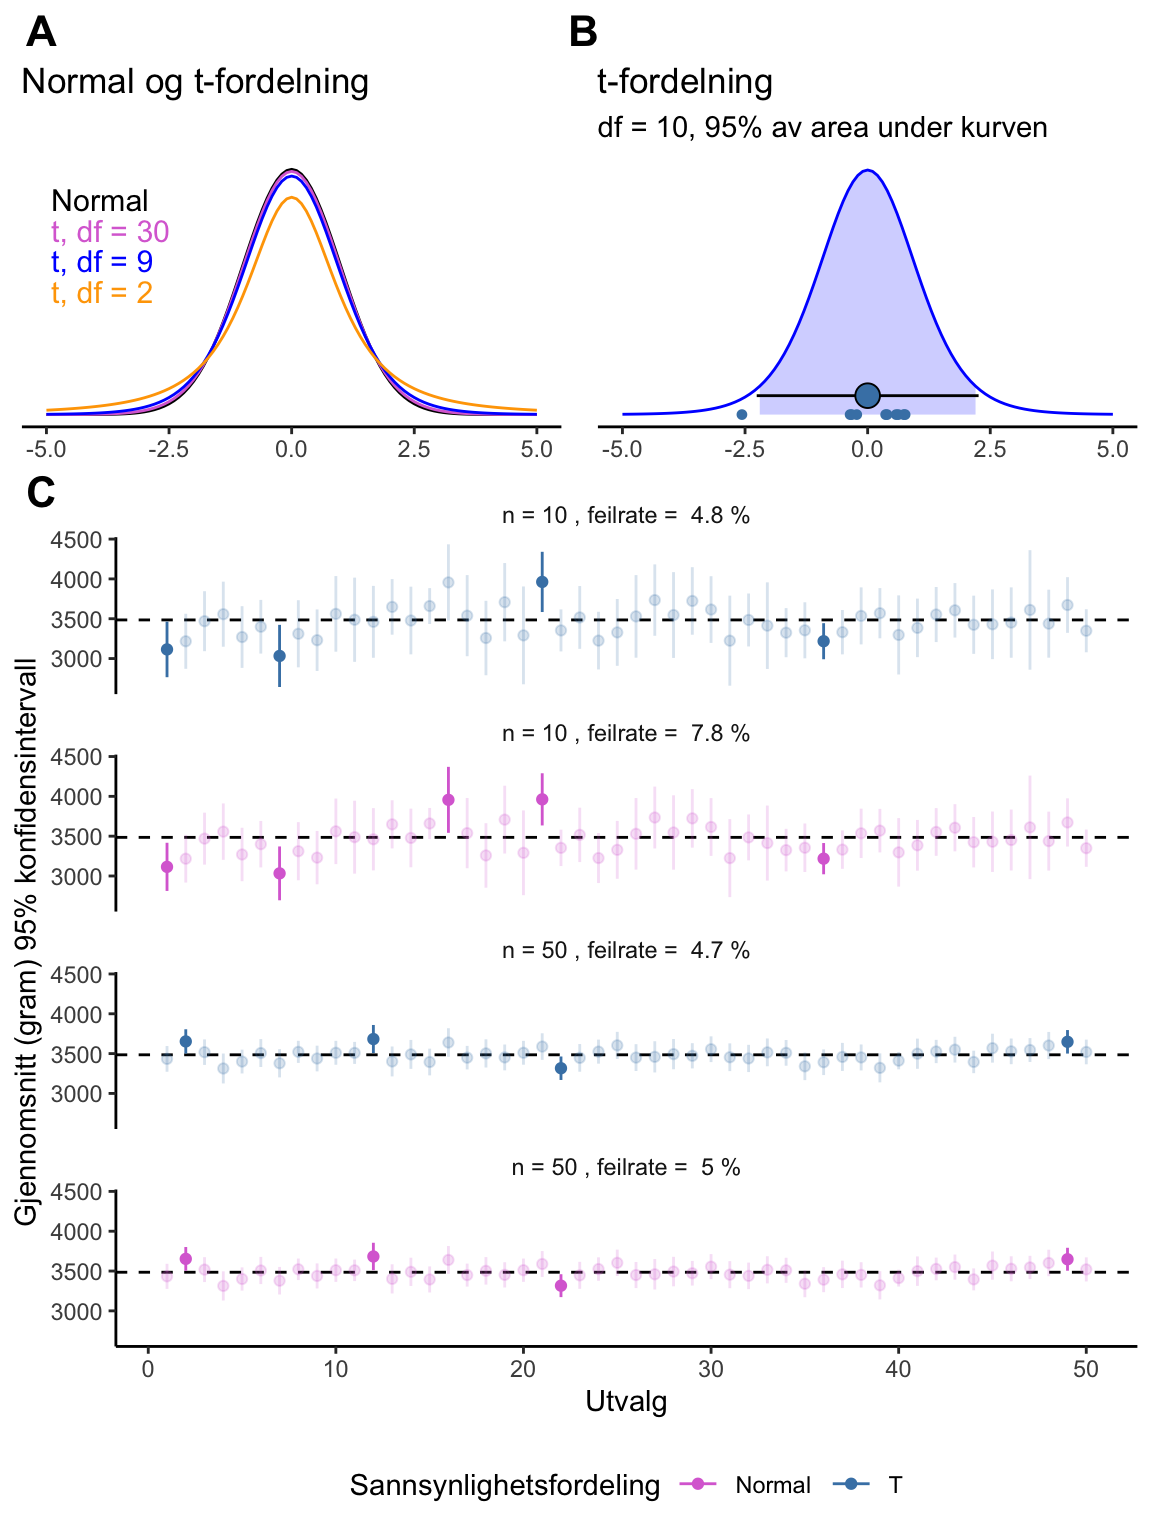 A
Normal og t-fordelning
Normal
t, df = 30
t, df = 9
t, df = 2
-5.0 -2.5 0.0 2.5 5.0
B
t-fordelning
df = 10, 95% av area under kurven
-5.0 -2.5 0.0 2.5 5.0
C
Gjennomsnitt (gram) 95% konfidensintervall
n = 10 , feilrate =  4.8 %
4500
4000
3500
3000
n = 10 , feilrate =  7.8 %
4500
4000
3500
3000
n = 50 , feilrate =  4.7 %
4500
4000
3500
3000
n = 50 , feilrate =  5 %
4500
4000
3500
3000
0 10 20 30 40 50
Utvalg
Sannsynlighetsfordeling Normal T